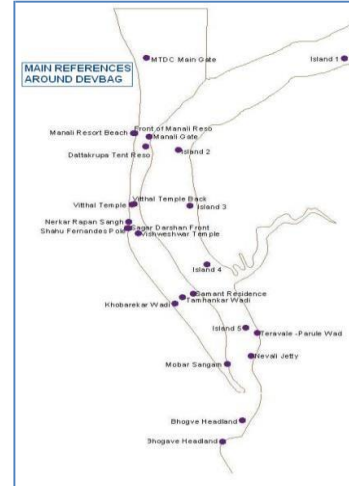 MTDC Main Gate
Island 1
MAIN REFERENCES
AROUND DEVBAG
Front of Manali Reso
Manali Resort Beach
Manali Gate
Dattakrupa Tent Reso
Island 2
Vitthal Temple Back
Vitthal Temple
Island 3
Nerkar Rapan Sangh
Sagar Darshan Front
Shahu Fernandes Pole
Vishweshwar Temple
Island 4
Samant Residence
Tamhankar Wadi
Khobarekar Wadi
Island 5
Teravale -Parule Wad
Nevali Jetty
Mobar Sangam
Bhogve Headland
Bhogave Headland